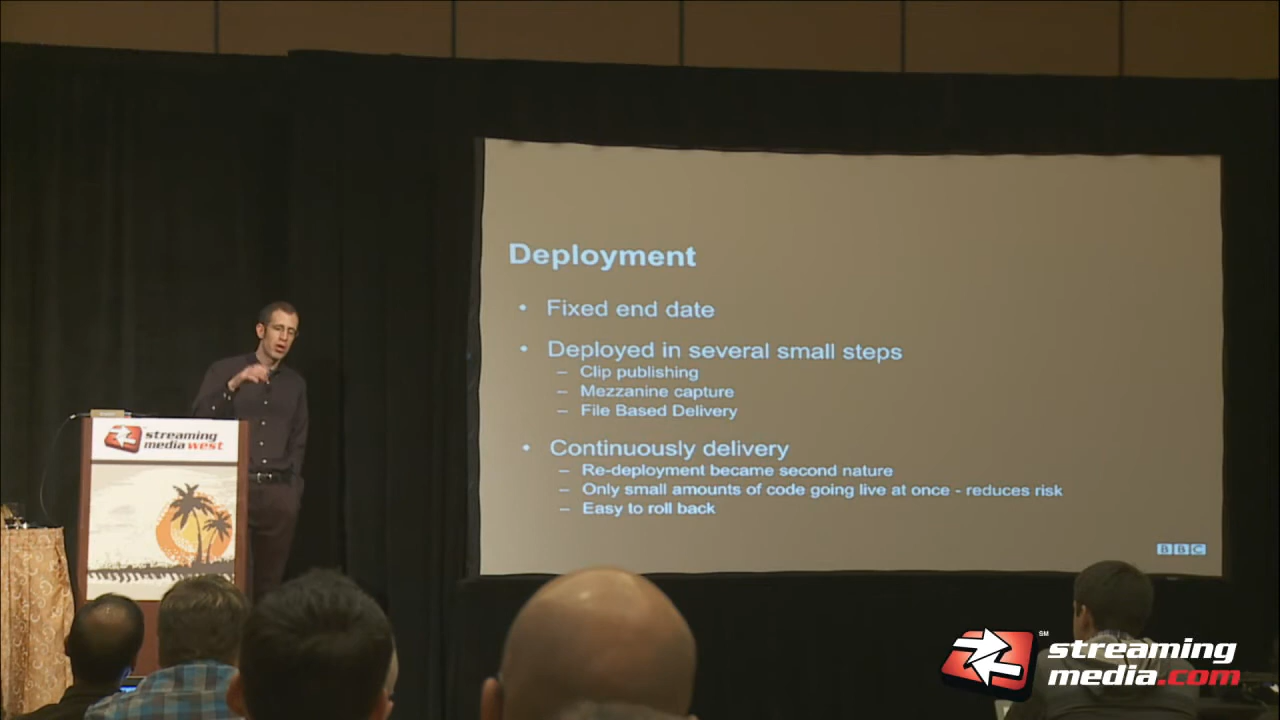 Deployment
• Fixed end date
• Deployed in several small steps
– Clip publishing
– Mezzanine capture
– File Based Delivery
• Continuously delivery
– Re-deployment became second nature
– Only small amounts of code going live at once - reduces risk
– Easy to roll back
BBC
streaming
media west
SM
streaming
media.com